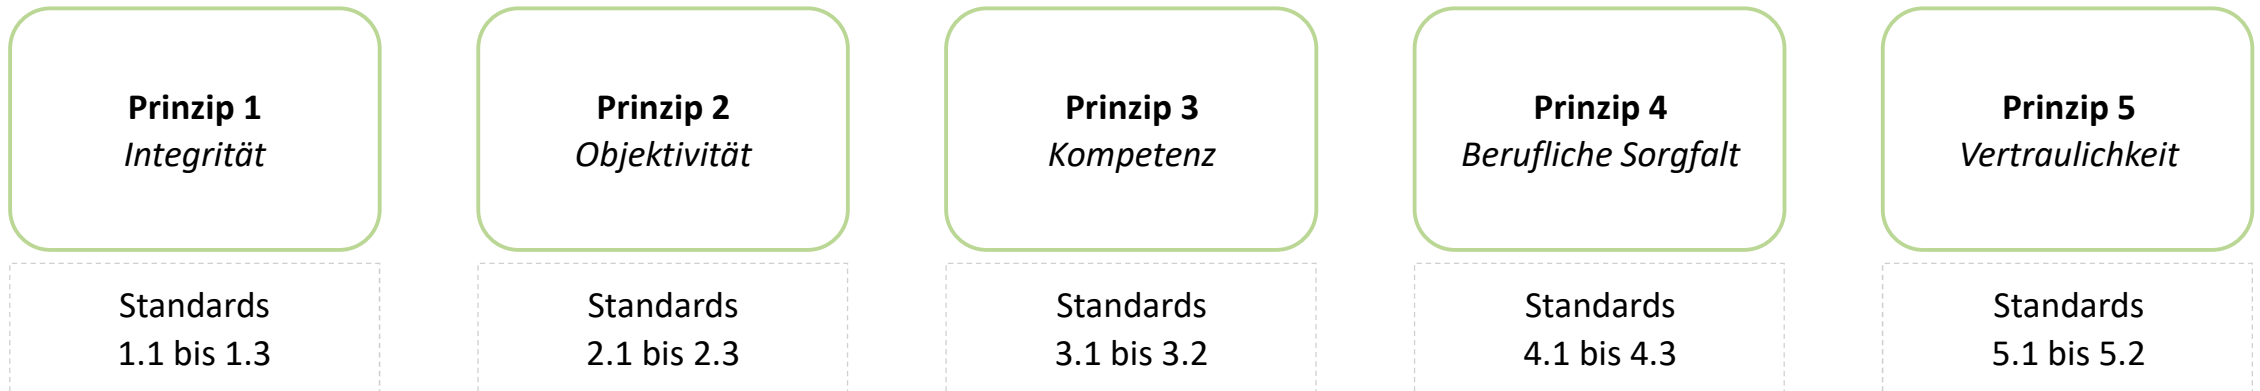 Prinzip 1
Integrität
Standards
1.1 bis 1.3
Prinzip 2
Objektivität
Standards
2.1 bis 2.3
Prinzip 3
Kompetenz
Standards
3.1 bis 3.2
Prinzip 4
Berufliche Sorgfalt
Standards
4.1 bis 4.3
Prinzip 5
Vertraulichkeit
Standards
5.1 bis 5.2